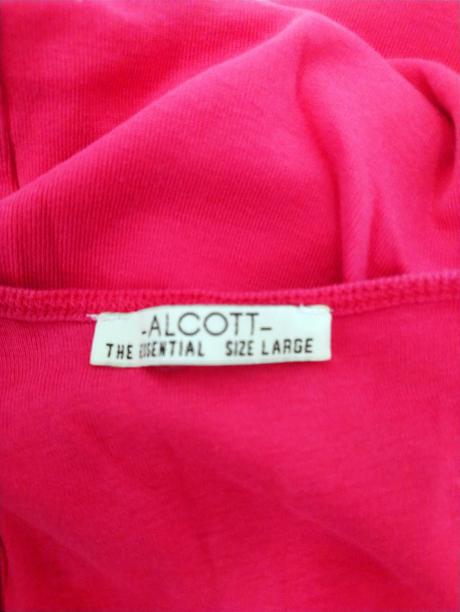 -ALCOTT-
THE ESSENTIAL SIZE LARGE